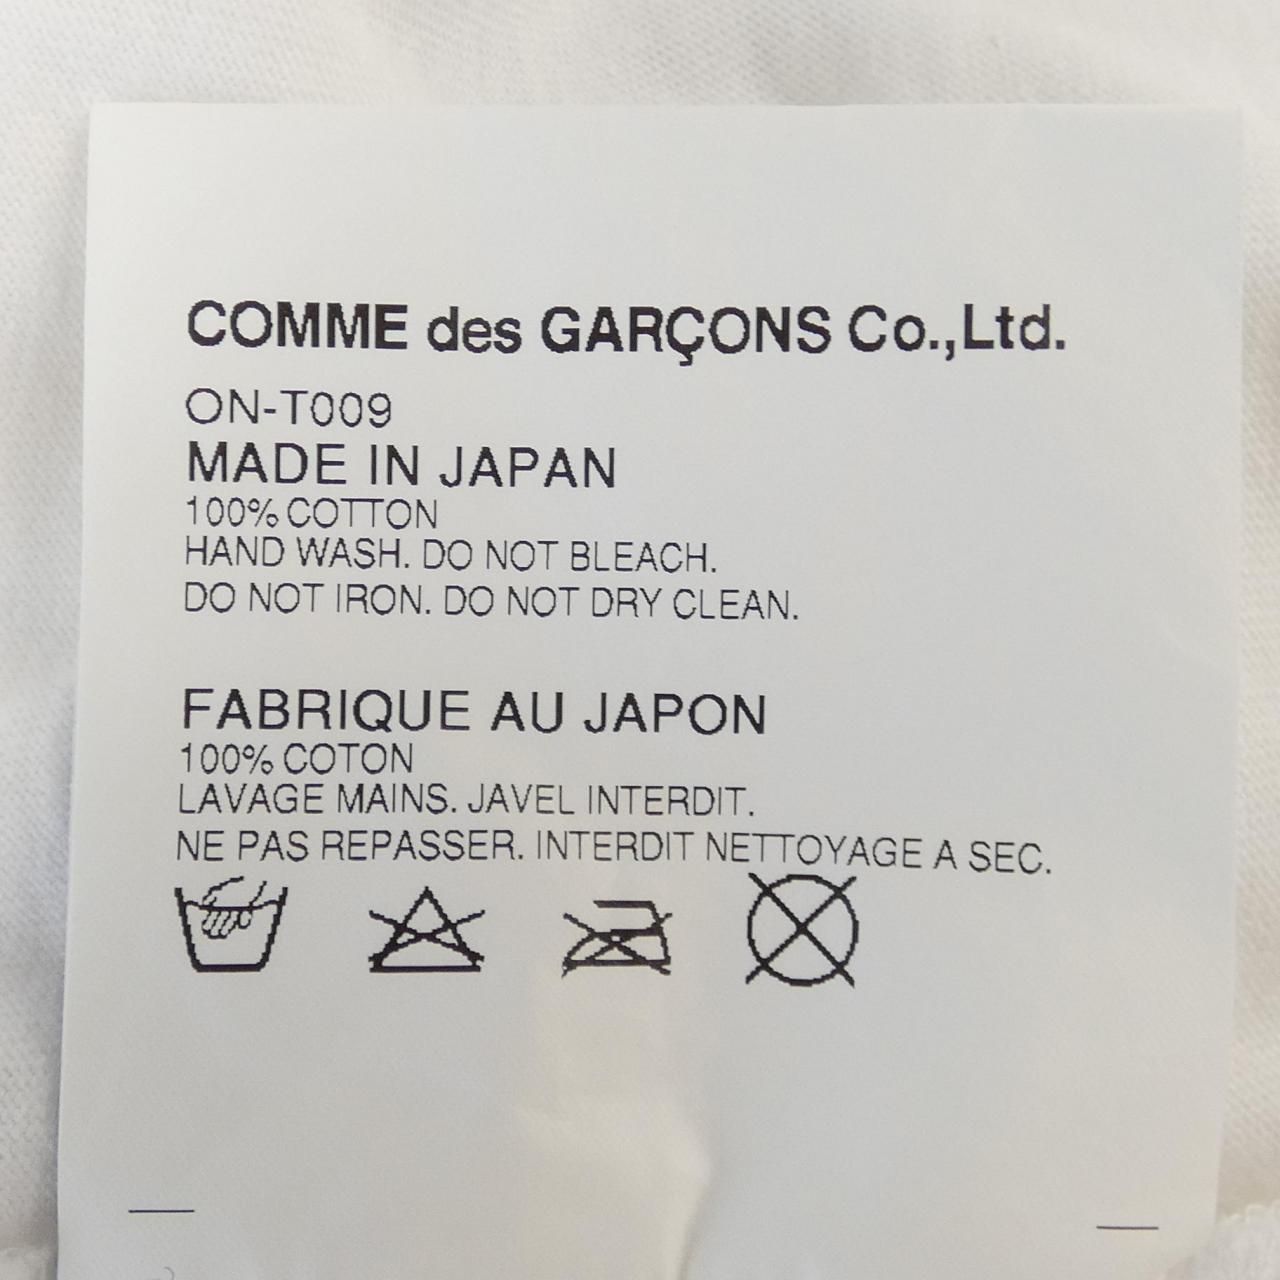 COMME des GARÇONS Co.,Ltd.
ON-T009
MADE IN JAPAN
100% COTTON
HAND WASH. DO NOT BLEACH.
DO NOT IRON. DO NOT DRY CLEAN.
FABRIQUE AU JAPON
100% COTON
LAVAGE MAINS. JAVEL INTERDIT.
NE PAS REPASSER. INTERDIT NETTOYAGE A SEC.